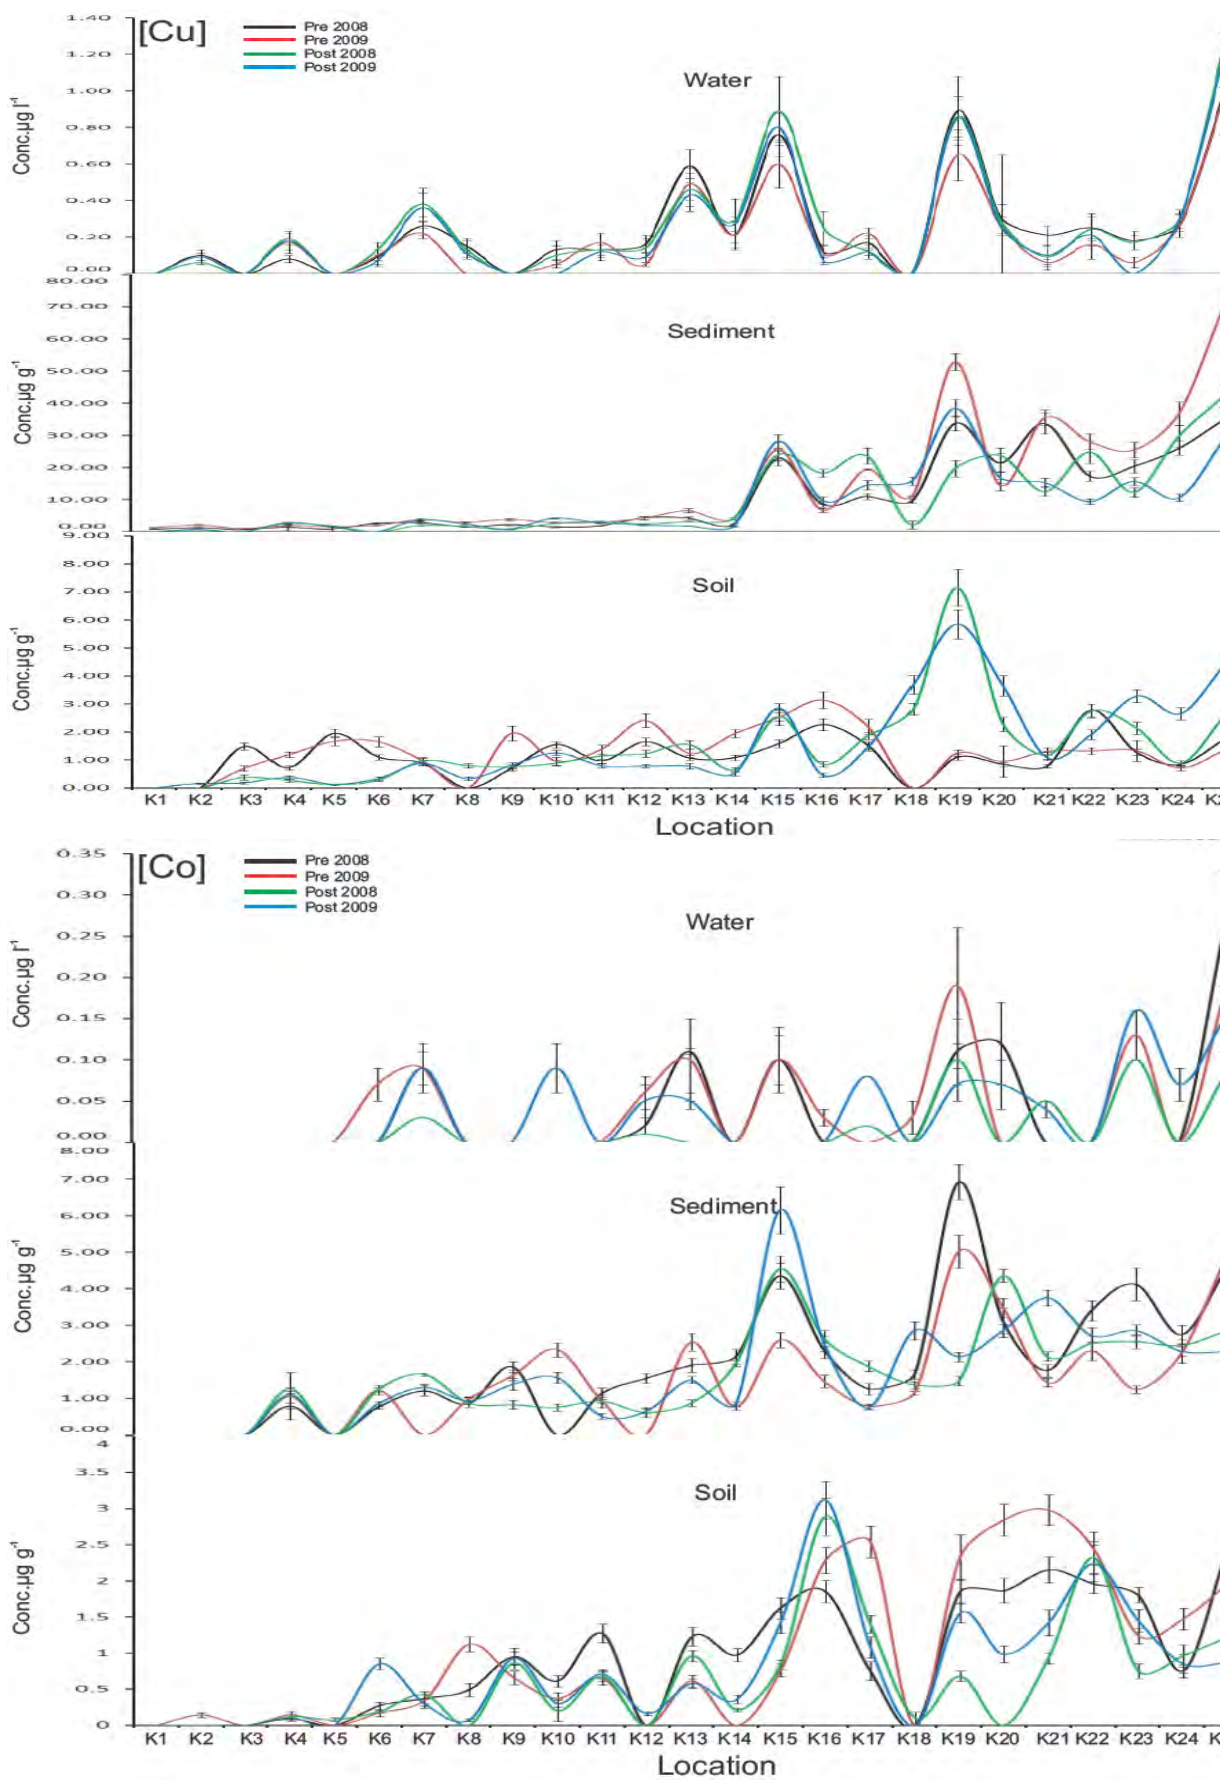 [Cu]
Pre 2008
Pre 2009
Post 2008
Post 2009
Water
Conc.µg l⁻¹
1.40
1.20
1.00
0.80
0.60
0.40
0.20
0.00
Sediment
Conc.µg g⁻¹
80.00
70.00
60.00
50.00
40.00
30.00
20.00
10.00
0.00
Soil
Conc.µg g⁻¹
9.00
8.00
7.00
6.00
5.00
4.00
3.00
2.00
1.00
0.00
K1 K2 K3 K4 K5 K6 K7 K8 K9 K10 K11 K12 K13 K14 K15 K16 K17 K18 K19 K20 K21 K22 K23 K24
Location
[Co]
Pre 2008
Pre 2009
Post 2008
Post 2009
Water
Conc.µg l⁻¹
0.35
0.30
0.25
0.20
0.15
0.10
0.05
0.00
Sediment
Conc.µg g⁻¹
8.00
7.00
6.00
5.00
4.00
3.00
2.00
1.00
0.00
Soil
Conc.µg g⁻¹
4
3.5
3
2.5
2
1.5
1
0.5
0
K1 K2 K3 K4 K5 K6 K7 K8 K9 K10 K11 K12 K13 K14 K15 K16 K17 K18 K19 K20 K21 K22 K23 K24
Location